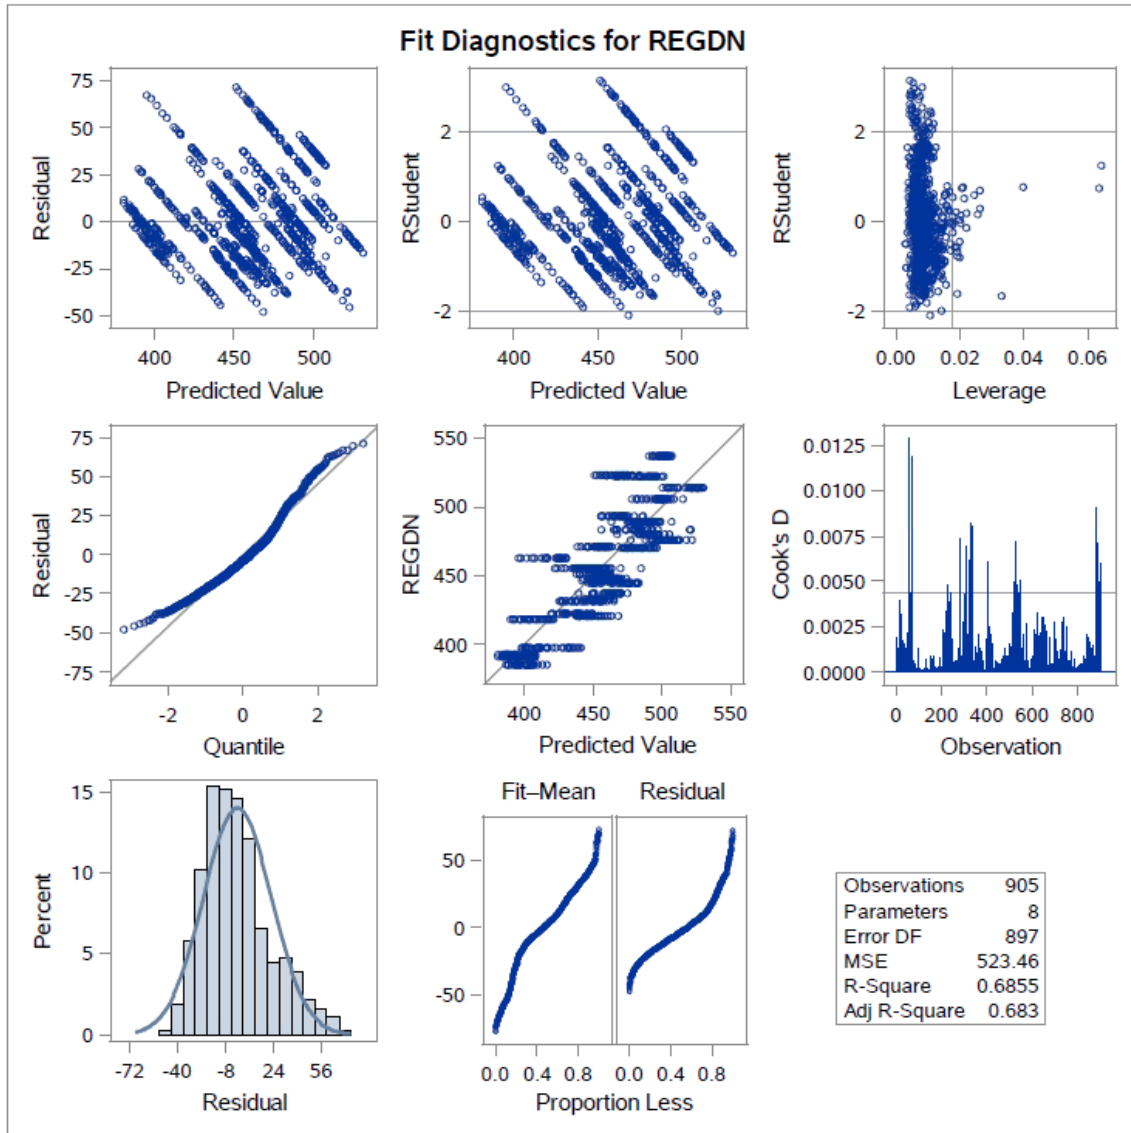 Fit Diagnostics for REGDN
75
50
25
0
-25
-50
Residual
400 450 500
Predicted Value
2
0
-2
RStudent
400 450 500
Predicted Value
2
0
-2
RStudent
0.00 0.02 0.04 0.06
Leverage
75
50
25
0
-25
-50
-75
Residual
-2 0 2
Quantile
550
500
450
400
REGDN
400 450 500 550
Predicted Value
0.0125
0.0100
0.0075
0.0050
0.0025
0.0000
Cook's D
0 200 400 600 800
Observation
15
10
5
0
Percent
-72 -40 -8 24 56
Residual
Fit–Mean Residual
50
0
-50
0.0 0.4 0.8 0.0 0.4 0.8
Proportion Less
Observations 905
Parameters 8
Error DF 897
MSE 523.46
R-Square 0.6855
Adj R-Square 0.683